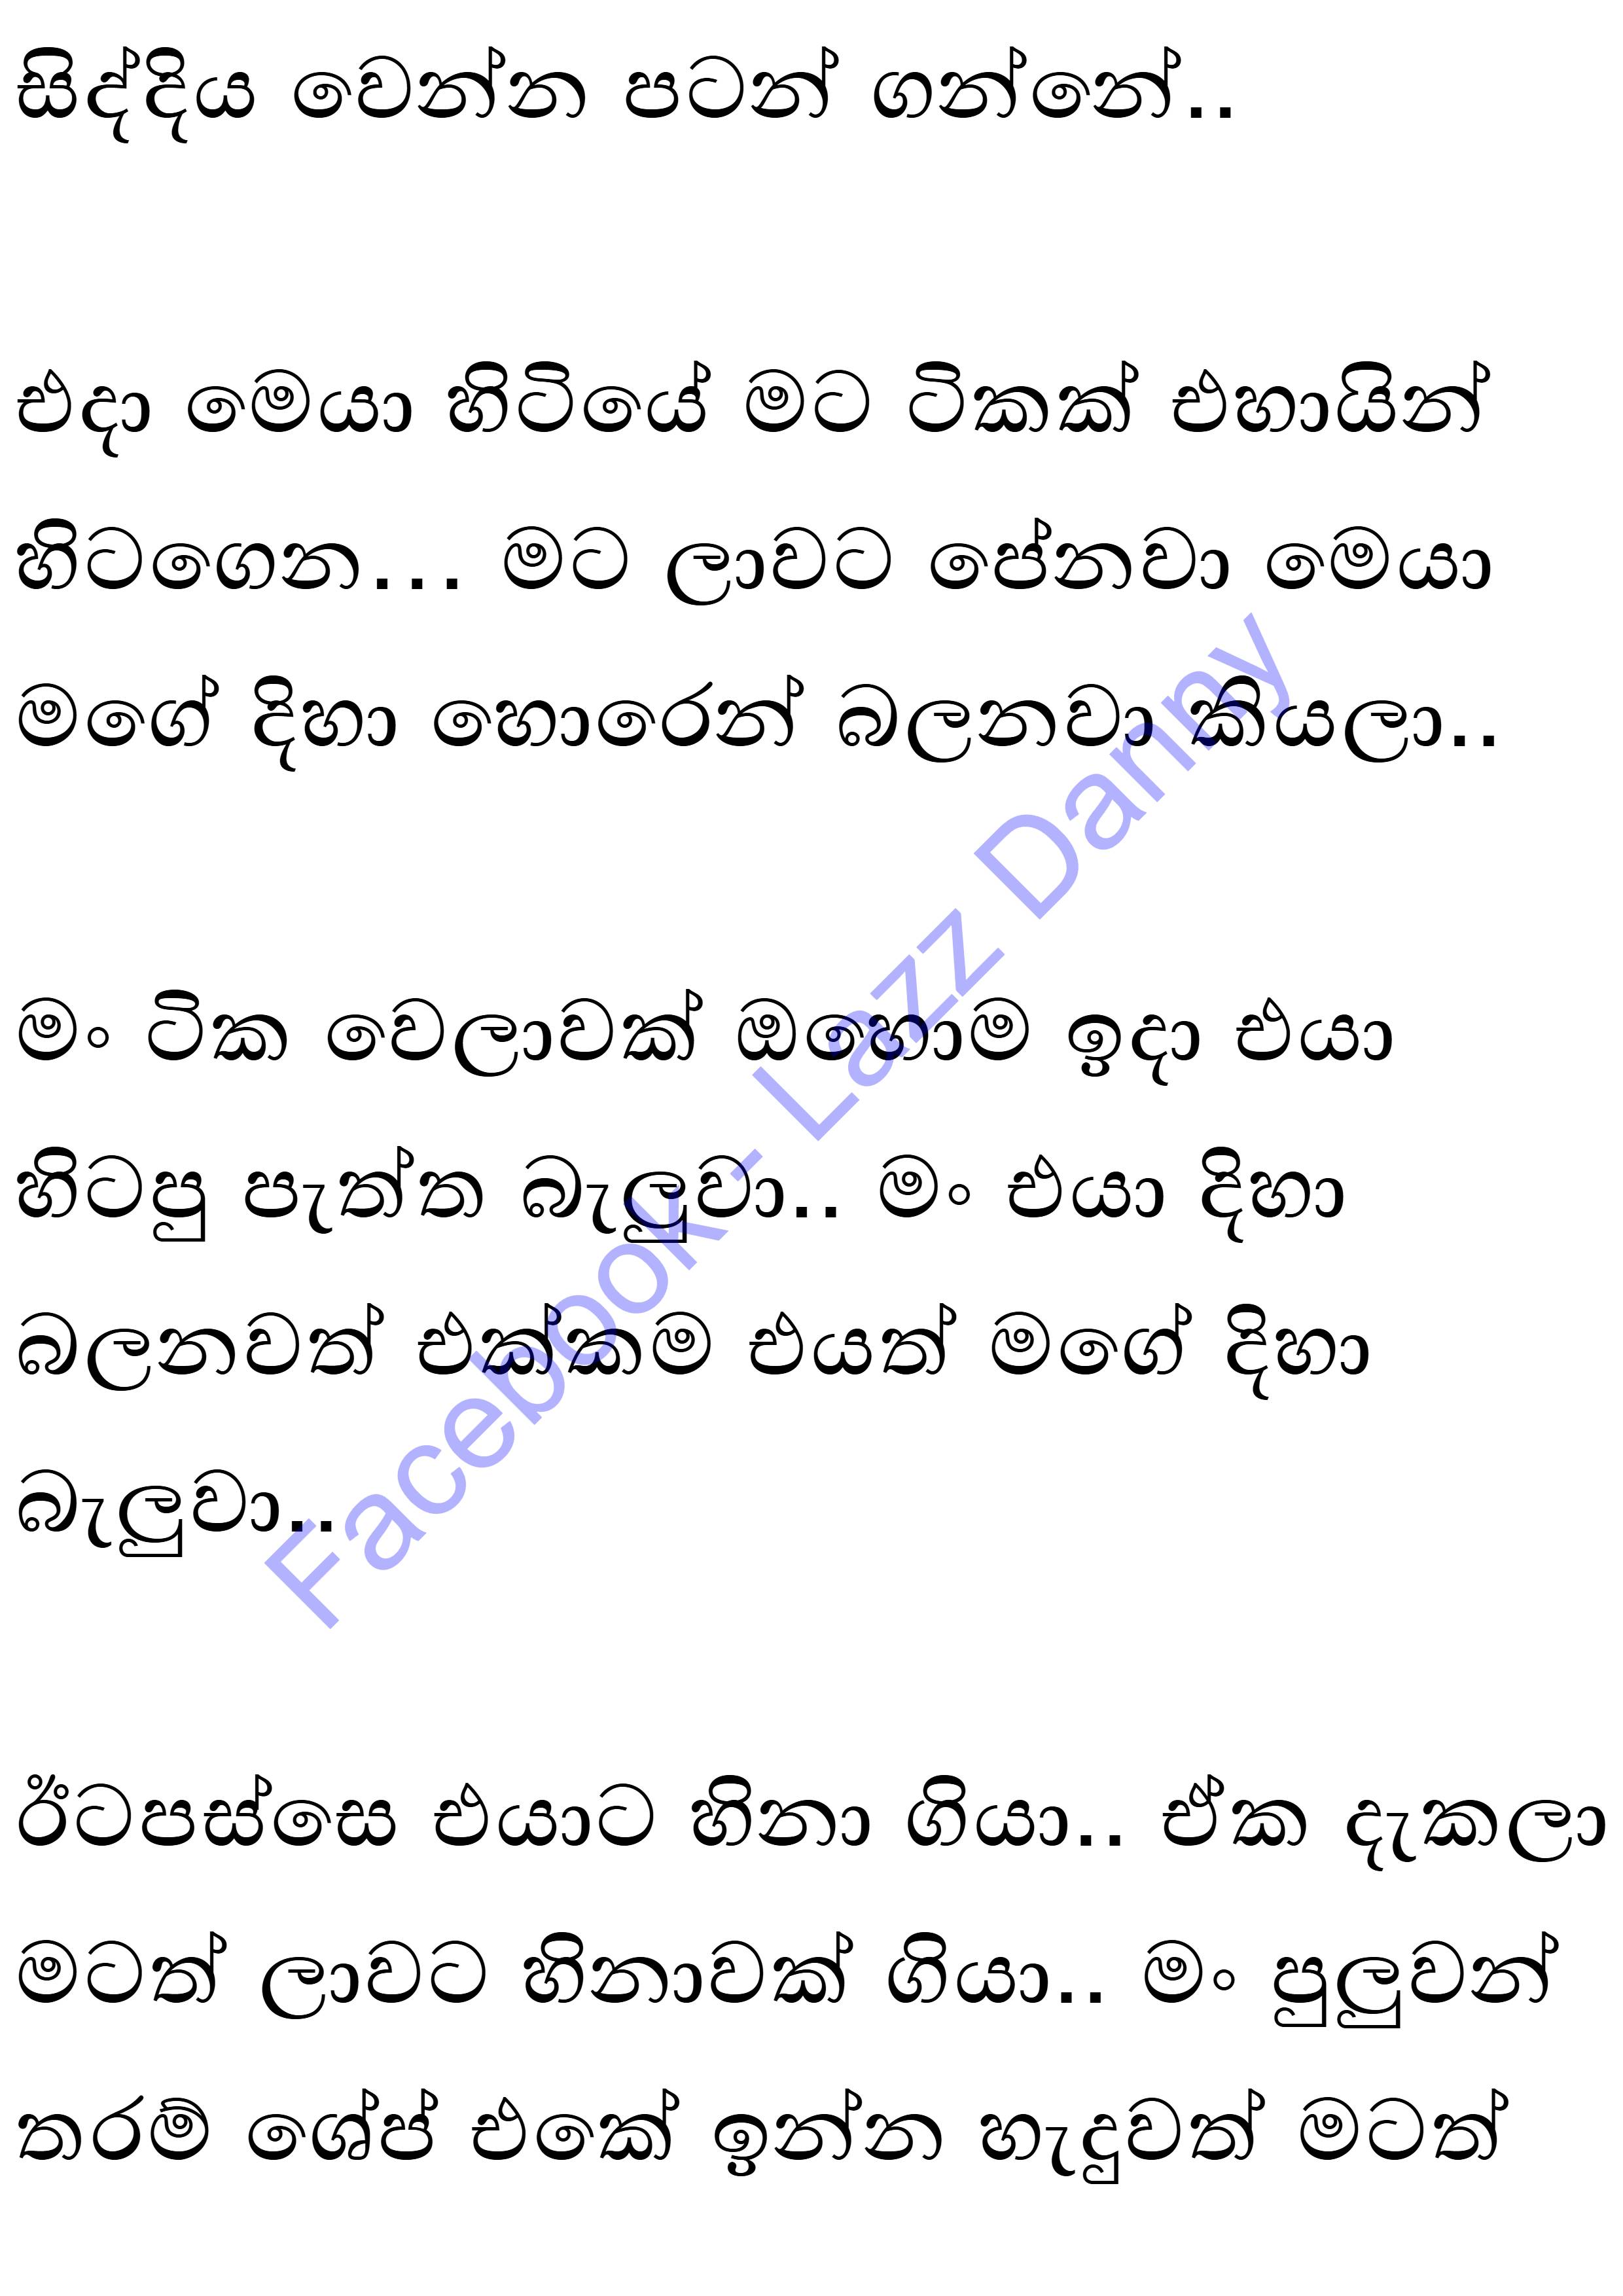 සිද්දිය වෙන්න පටන් ගන්නේ..
එදා මෙයා හිටියේ මට ටිකක් එහායින්
හිටගෙන... මට ලාවට පේනවා මෙයා
මගේ දිහා හොරෙන් බලනවා කියලා..
මං ටික වෙලාවක් ඔහොම ඉදා එයා
හිටපු පැත්ත බැලුවා.. මං එයා දිහා
බලනවත් එක්කම එයත් මගේ දිහා
බැලුවා..
ඊටපස්සෙ එයාට හිනා ගියා.. ඒක දැකලා
මටත් ලාවට හිනාවක් ගියා.. මං පුලුවන්
තරම් ශේප් එකේ ඉන්න හැදුවත් මටත්
Facebook - Lazz Danny